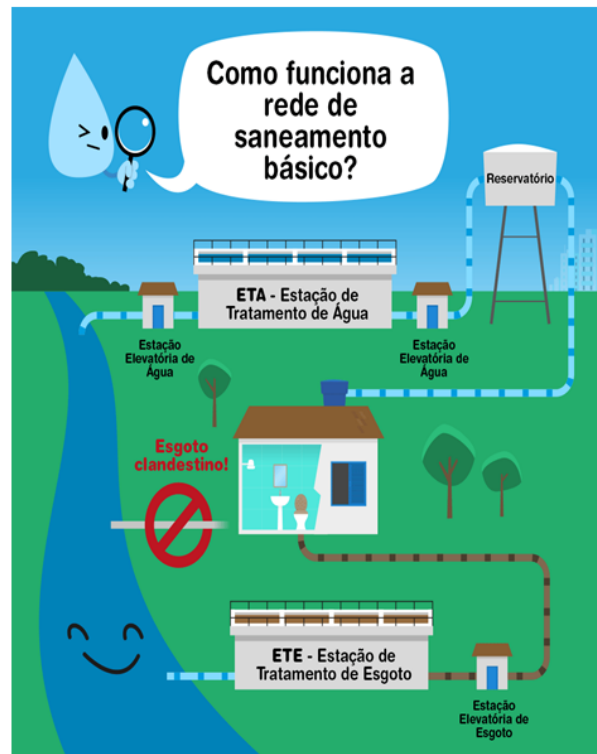 Como funciona a
rede de
saneamento
básico?
Reservatório
ETA - Estação de
Tratamento de Água
Estação
Elevatória de
Água
Estação
Elevatória de
Água
Esgoto
clandestino!
ETE - Estação de
Tratamento de Esgoto
Estação
Elevatória de
Esgoto